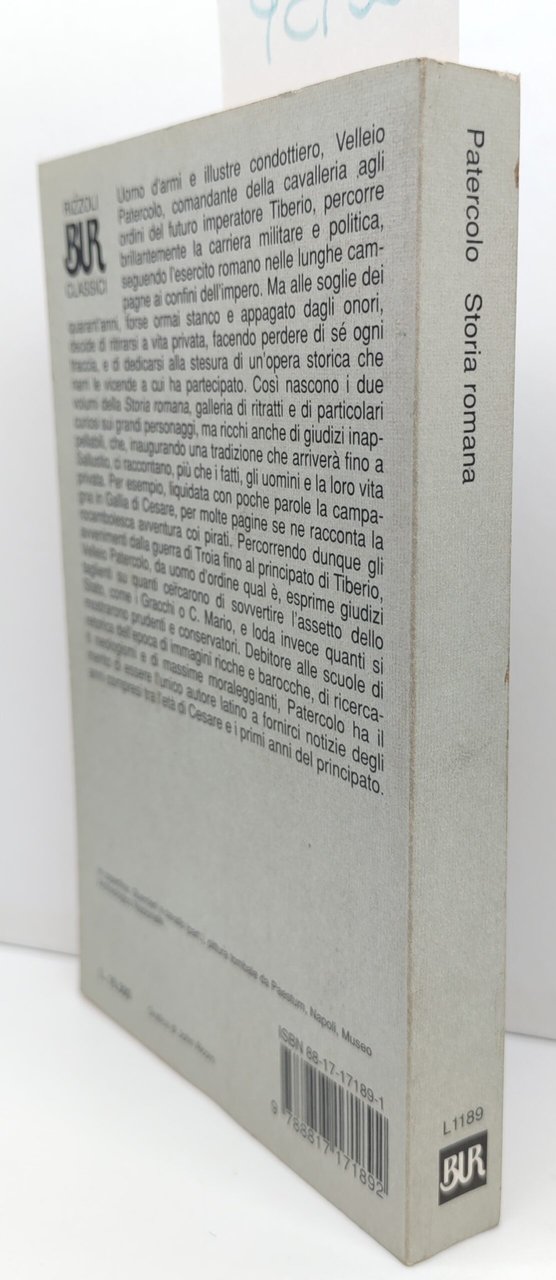 RIZZOLI
BUR
CLASSICI
Uomo d'armi e illustre condottiero, Velleio
Patercolo, comandante della cavalleria agli
ordini del futuro imperatore Tiberio, percorre
brillantemente la carriera militare e politica,
seguendo l'esercito romano nelle lunghe cam-
pagne ai confini dell'impero. Ma alle soglie dei
quarant'anni, forse ormai stanco e appagato dagli onori,
decide di ritirarsi a vita privata, facendo perdere di sé ogni
traccia, e di dedicarsi alla stesura di un'opera storica che
narri le vicende a cui ha partecipato. Così nascono i due
volumi della Storia romana, galleria di ritratti e di particolari
curiosi sui grandi personaggi, ma ricchi anche di giudizi inap-
pellabili, che, inaugurando una tradizione che arriverà fino a
Sallustio, ci raccontano, più che i fatti, gli uomini e la loro vita
privata. Per esempio, liquidata con poche parole la campa-
gna in Gallia di Cesare, per molte pagine se ne racconta la
rocambolesca avventura coi pirati. Percorrendo dunque gli
avvenimenti dalla guerra di Troia fino al principato di Tiberio,
Velleio Patercolo, da uomo d'ordine qual è, esprime giudizi
taglienti su quanti cercarono di sovvertire l'assetto dello
Stato, come i Gracchi o C. Mario, e loda invece quanti si
mostrarono prudenti e conservatori. Debitore alle scuole di
retorica dell'epoca di immagini ricche e barocche, di ricerca-
ti neologismi e di massime moraleggianti, Patercolo ha il
merito di essere l'unico autore latino a fornirci notizie degli
anni compresi tra l'età di Cesare e i primi anni del principato.
pittura tombale da Paestum, Napoli, Museo
ISBN 88-17-17189-1
9 788817 171892
Patercolo Storia romana
L1189
BUR